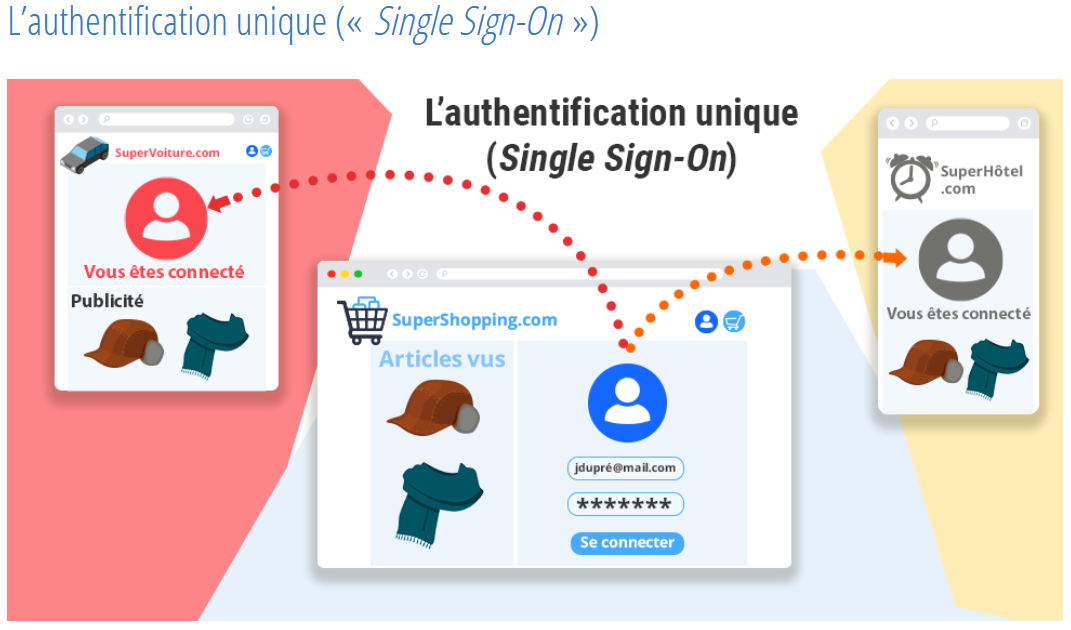 L'authentification unique (« Single Sign-On »)
L'authentification unique
(Single Sign-On)
SuperVoiture.com
Vous êtes connecté
Publicité
SuperShopping.com
Articles vus
jdupré@mail.com
*******
Se connecter
SuperHôtel
.com
Vous êtes connecté